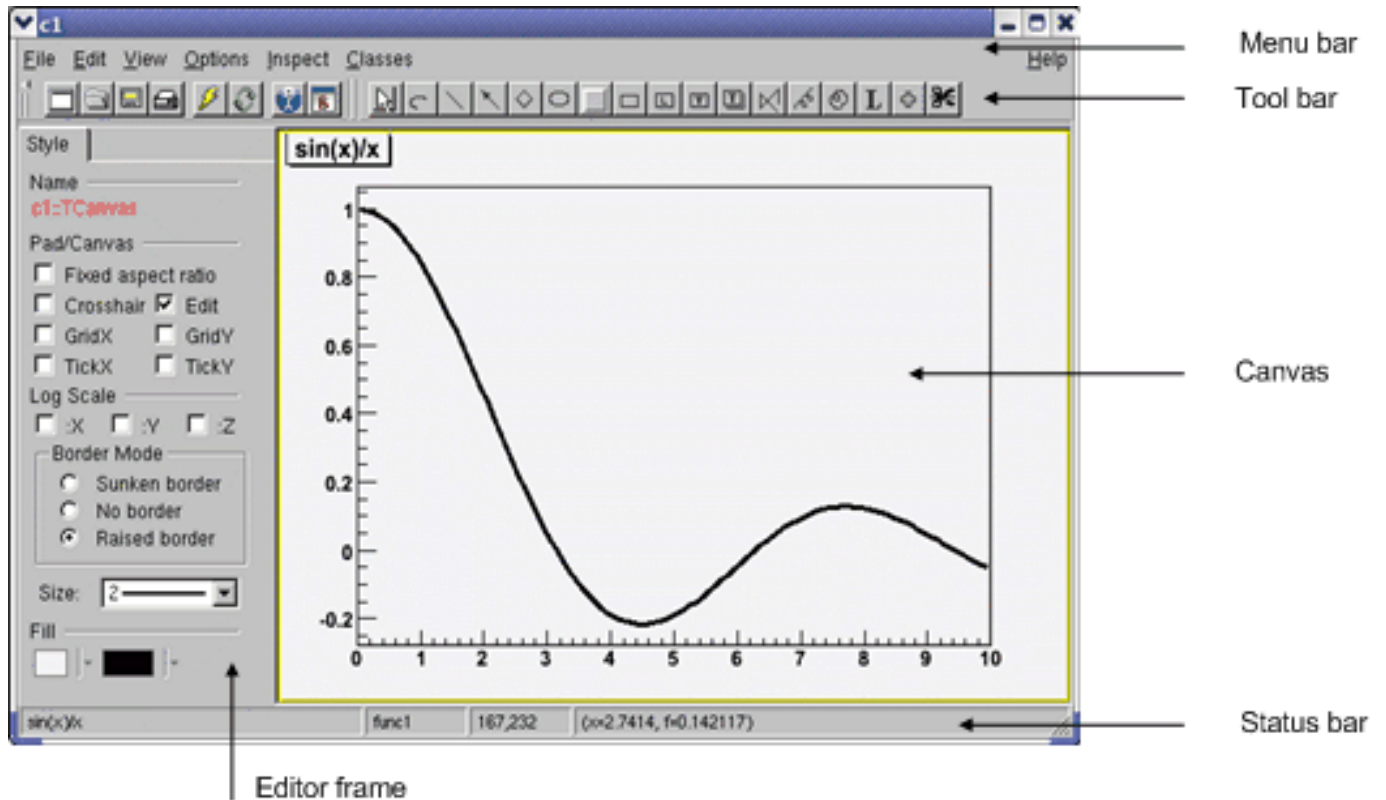 c1
Menu bar
File Edit View Options Inspect Classes Help
Tool bar
L
Style
sin(x)/x
Name
c1::TCanvas
Pad/Canvas
Fixed aspect ratio
Crosshair Edit
GridX GridY
TickX TickY
Log Scale
:X :Y :Z
Border Mode
Sunken border
No border
Raised border
Size: 2
Fill
1
0.8
0.6
0.4
0.2
0
-0.2
0 1 2 3 4 5 6 7 8 9 10
Canvas
sin(x)/x func1 167,232 (x=2.7414, f=0.142117)
Status bar
Editor frame